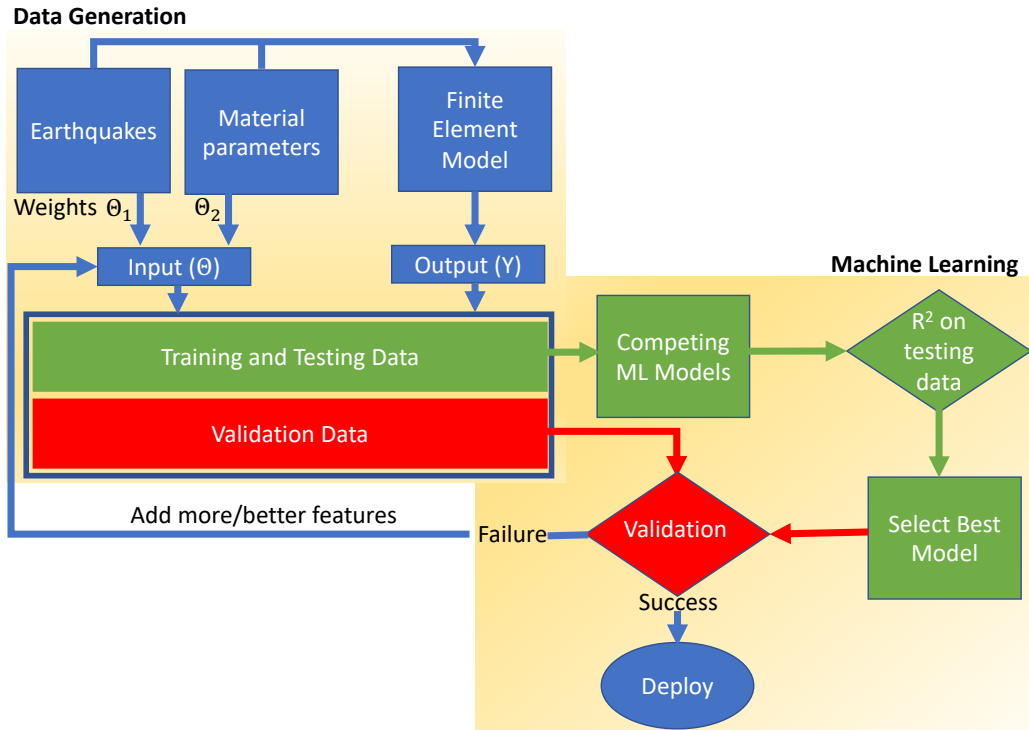 Data Generation
Earthquakes
Material
parameters
Finite
Element
Model
Weights Θ₁
Θ₂
Input (Θ)
Output (Y)
Machine Learning
Training and Testing Data
Competing
ML Models
R² on
testing
data
Validation Data
Add more/better features
Failure
Validation
Select Best
Model
Success
Deploy